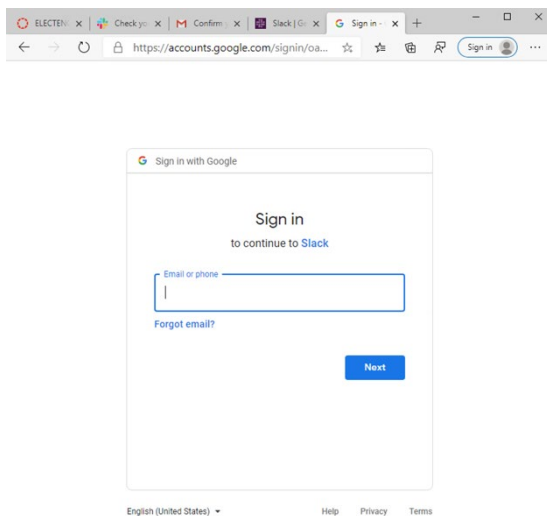 ELECTEN Check yo Confirm Slack | Ge Sign in -
https://accounts.google.com/signin/oa... Sign in
Sign in with Google
Sign in
to continue to Slack
Email or phone
Forgot email?
Next
English (United States) Help Privacy Terms